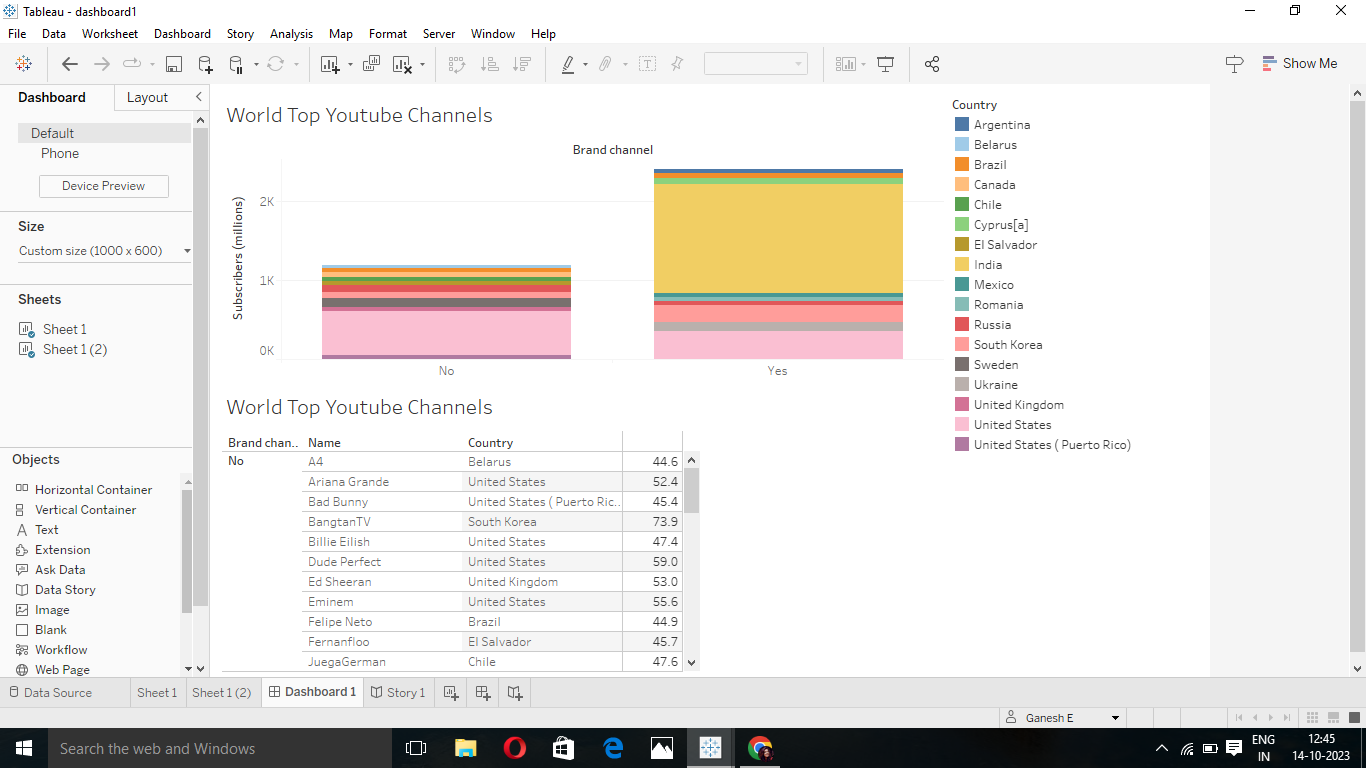 Tableau - dashboard1
File Data Worksheet Dashboard Story Analysis Map Format Server Window Help
Show Me
Dashboard Layout
Default
Phone
Device Preview
Size
Custom size (1000 x 600)
Sheets
Sheet 1
Sheet 1 (2)
Objects
Horizontal Container
Vertical Container
Text
Extension
Ask Data
Data Story
Image
Blank
Workflow
Web Page
World Top Youtube Channels
Brand channel
Subscribers (millions)
2K
1K
0K
No Yes
Country
Argentina
Belarus
Brazil
Canada
Chile
Cyprus[a]
El Salvador
India
Mexico
Romania
Russia
South Korea
Sweden
Ukraine
United Kingdom
United States
United States ( Puerto Rico)
World Top Youtube Channels
Brand chan.. Name Country
No A4 Belarus 44.6
Ariana Grande United States 52.4
Bad Bunny United States ( Puerto Ric.. 45.4
BangtanTV South Korea 73.9
Billie Eilish United States 47.4
Dude Perfect United States 59.0
Ed Sheeran United Kingdom 53.0
Eminem United States 55.6
Felipe Neto Brazil 44.9
Fernanfloo El Salvador 45.7
JuegaGerman Chile 47.6
Data Source Sheet 1 Sheet 1 (2) Dashboard 1 Story 1
Ganesh E
Search the web and Windows
ENG
IN
12:45
14-10-2023